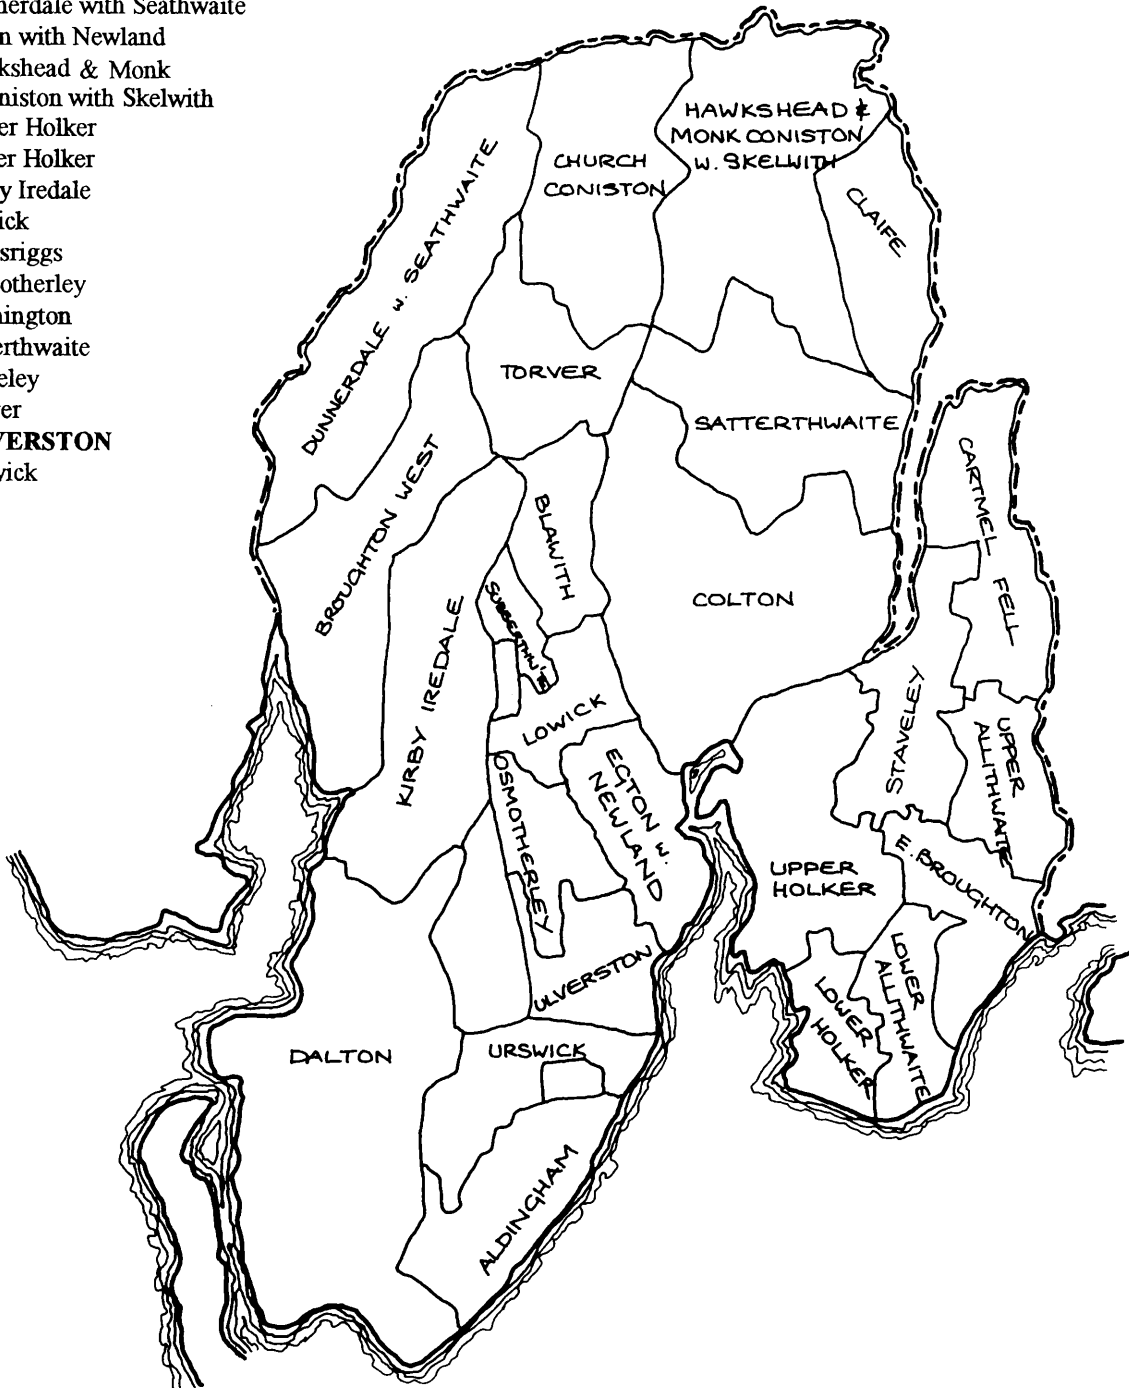 nerdale with Seathwaite
n with Newland
kshead & Monk
niston with Skelwith
er Holker
er Holker
y Iredale
ick
sriggs
otherley
nington
erthwaite
eley
er
VERSTON
wick
HAWKSHEAD &
MONK CONISTON
w. SKELWITH
CHURCH
CONISTON
CLAIFE
DUNNERDALE w. SEATHWAITE
TORVER
SATTERTHWAITE
CARTMEL FELL
BROUGHTON WEST
BLAWITH
COLTON
SUBBERTHW'E
KIRBY IREDALE
LOWICK
STAVELEY
UPPER
ALLITHWAITE
OSMOTHERLEY
EGTON E.
NEWLAND
E. BROUGHTON
UPPER
HOLKER
ULVERSTON
LOWER
ALLITHWAITE
LOWER
HOLKER
DALTON
URSWICK
ALDINGHAM